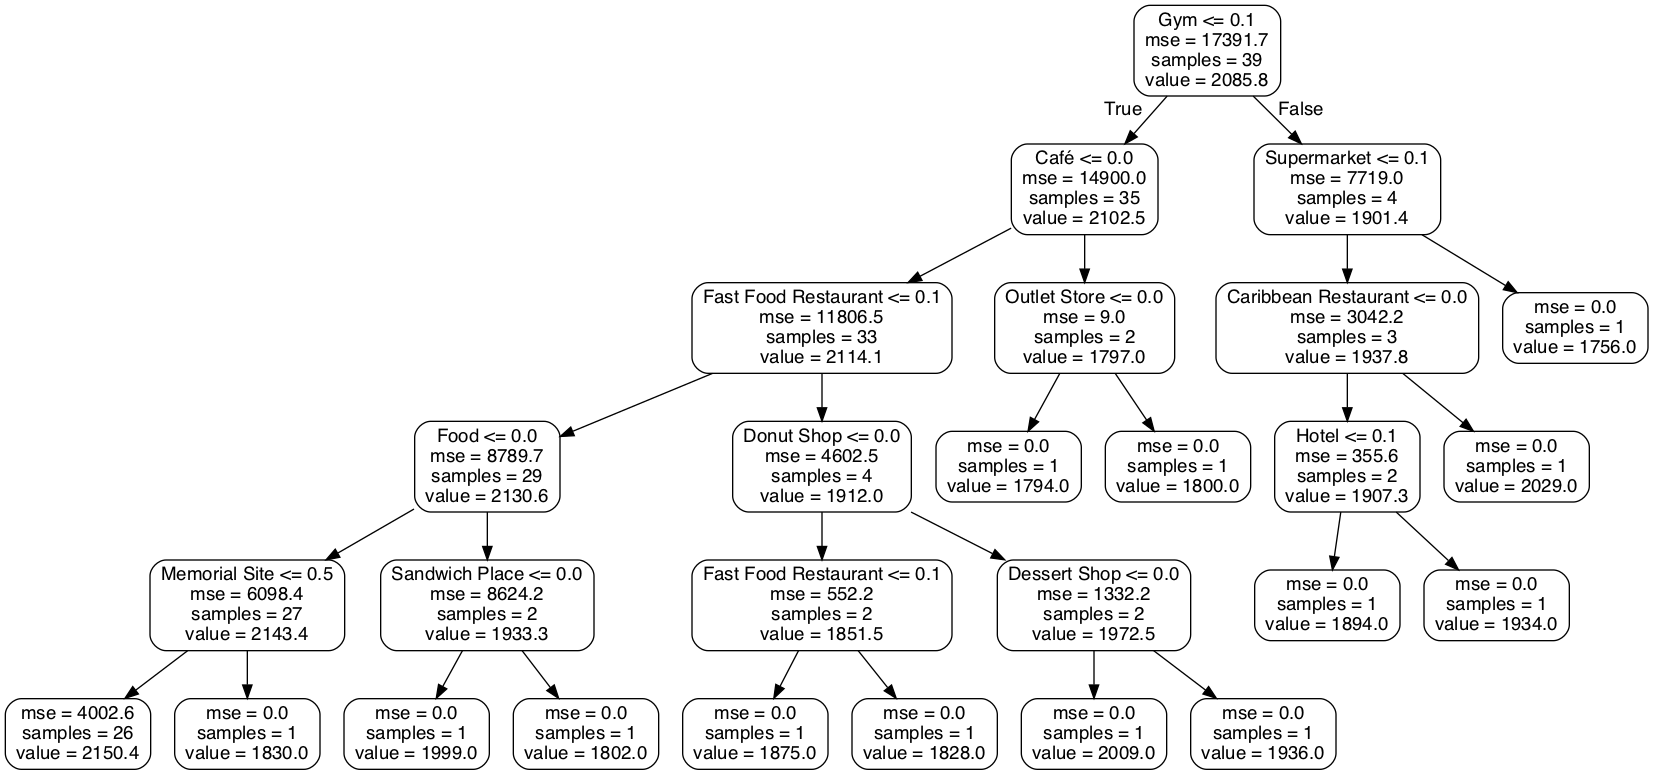 Gym <= 0.1
mse = 17391.7
samples = 39
value = 2085.8
True
False
Café <= 0.0
mse = 14900.0
samples = 35
value = 2102.5
Supermarket <= 0.1
mse = 7719.0
samples = 4
value = 1901.4
Fast Food Restaurant <= 0.1
mse = 11806.5
samples = 33
value = 2114.1
Outlet Store <= 0.0
mse = 9.0
samples = 2
value = 1797.0
Caribbean Restaurant <= 0.0
mse = 3042.2
samples = 3
value = 1937.8
mse = 0.0
samples = 1
value = 1756.0
Food <= 0.0
mse = 8789.7
samples = 29
value = 2130.6
Donut Shop <= 0.0
mse = 4602.5
samples = 4
value = 1912.0
mse = 0.0
samples = 1
value = 1794.0
mse = 0.0
samples = 1
value = 1800.0
Hotel <= 0.1
mse = 355.6
samples = 2
value = 1907.3
mse = 0.0
samples = 1
value = 2029.0
Memorial Site <= 0.5
mse = 6098.4
samples = 27
value = 2143.4
Sandwich Place <= 0.0
mse = 8624.2
samples = 2
value = 1933.3
Fast Food Restaurant <= 0.1
mse = 552.2
samples = 2
value = 1851.5
Dessert Shop <= 0.0
mse = 1332.2
samples = 2
value = 1972.5
mse = 0.0
samples = 1
value = 1894.0
mse = 0.0
samples = 1
value = 1934.0
mse = 4002.6
samples = 26
value = 2150.4
mse = 0.0
samples = 1
value = 1830.0
mse = 0.0
samples = 1
value = 1999.0
mse = 0.0
samples = 1
value = 1802.0
mse = 0.0
samples = 1
value = 1875.0
mse = 0.0
samples = 1
value = 1828.0
mse = 0.0
samples = 1
value = 2009.0
mse = 0.0
samples = 1
value = 1936.0